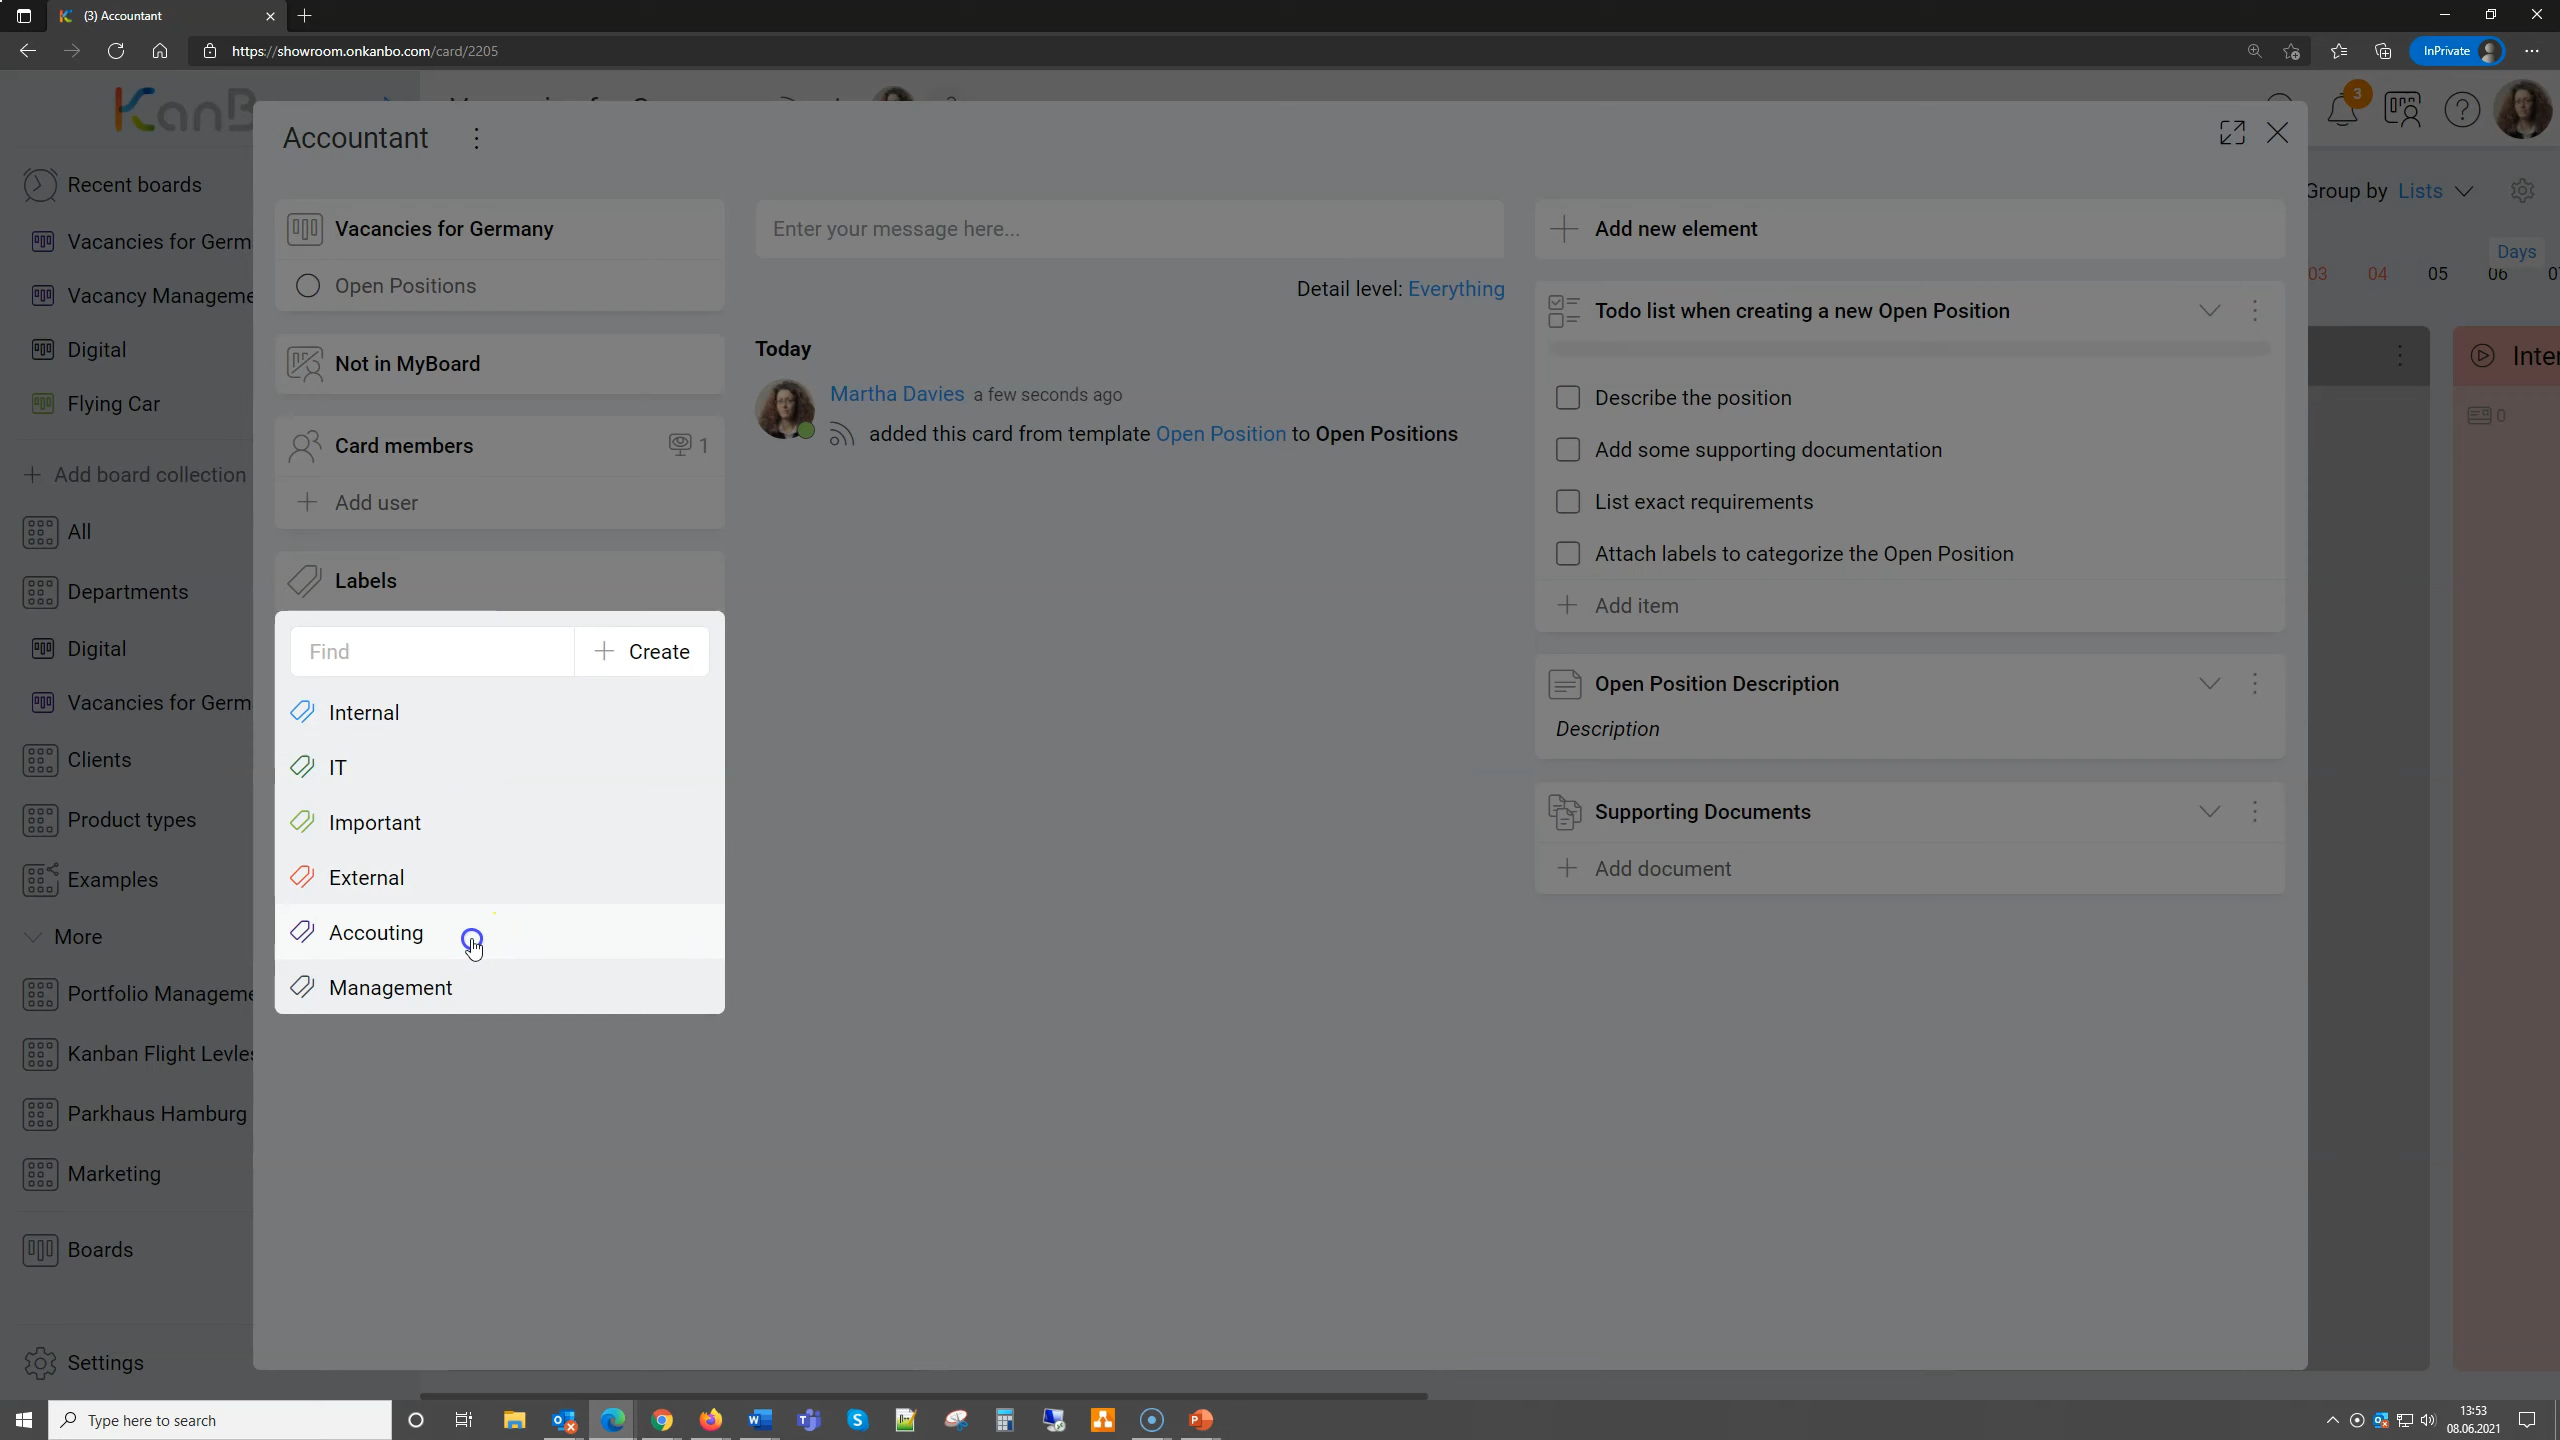 (3) Accountant
https://showroom.onkanbo.com/card/2205
InPrivate
KanB
3
Accountant
Recent boards
Vacancies for Germ
Vacancy Manageme
Digital
Flying Car
Add board collection
All
Departments
Digital
Vacancies for Germ
Clients
Product types
Examples
More
Portfolio Manageme
Kanban Flight Levles
Parkhaus Hamburg
Marketing
Boards
Settings
Vacancies for Germany
Open Positions
Not in MyBoard
Card members
1
Add user
Labels
Find
Create
Internal
IT
Important
External
Accouting
Management
Enter your message here...
Detail level: Everything
Today
Martha Davies a few seconds ago
added this card from template Open Position to Open Positions
Add new element
Todo list when creating a new Open Position
Describe the position
Add some supporting documentation
List exact requirements
Attach labels to categorize the Open Position
Add item
Open Position Description
Description
Supporting Documents
Add document
Group by Lists
Days
03 04 05 06
Inter
0
Type here to search
13:53
08.06.2021